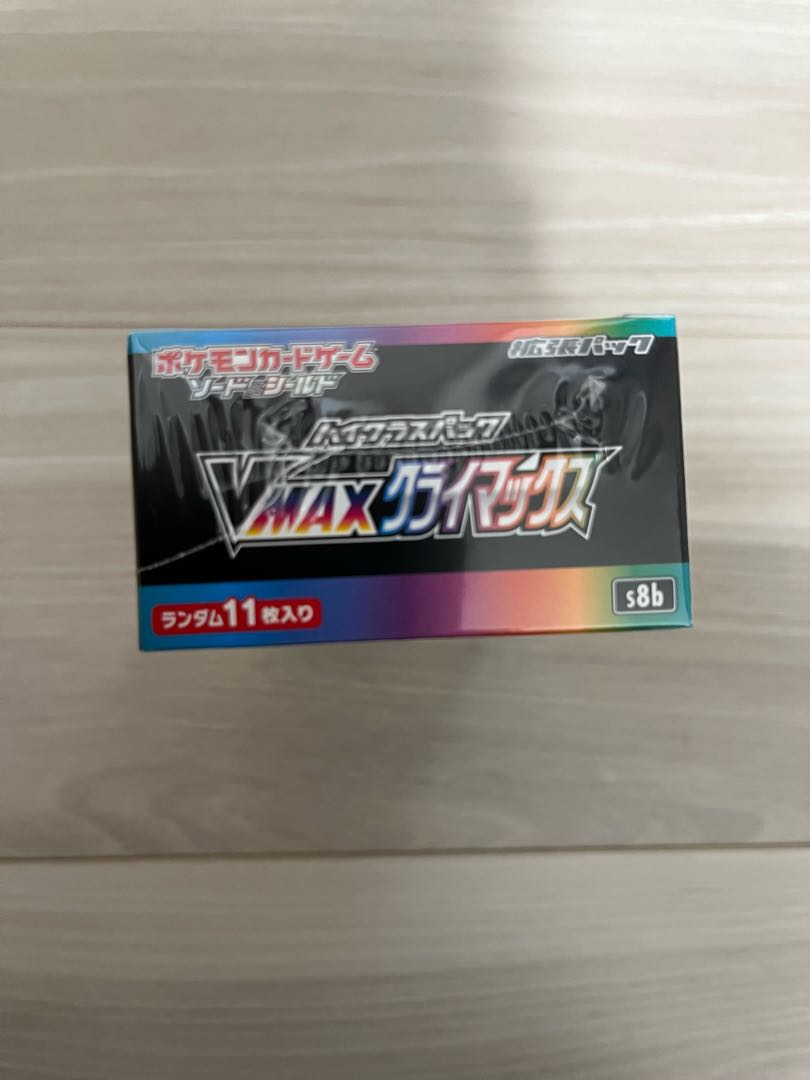 ポケモンカードゲーム
ソード&シールド
拡張パック
ハイクラスパック
VMAXクライマックス
ランダム11枚入り
s8b